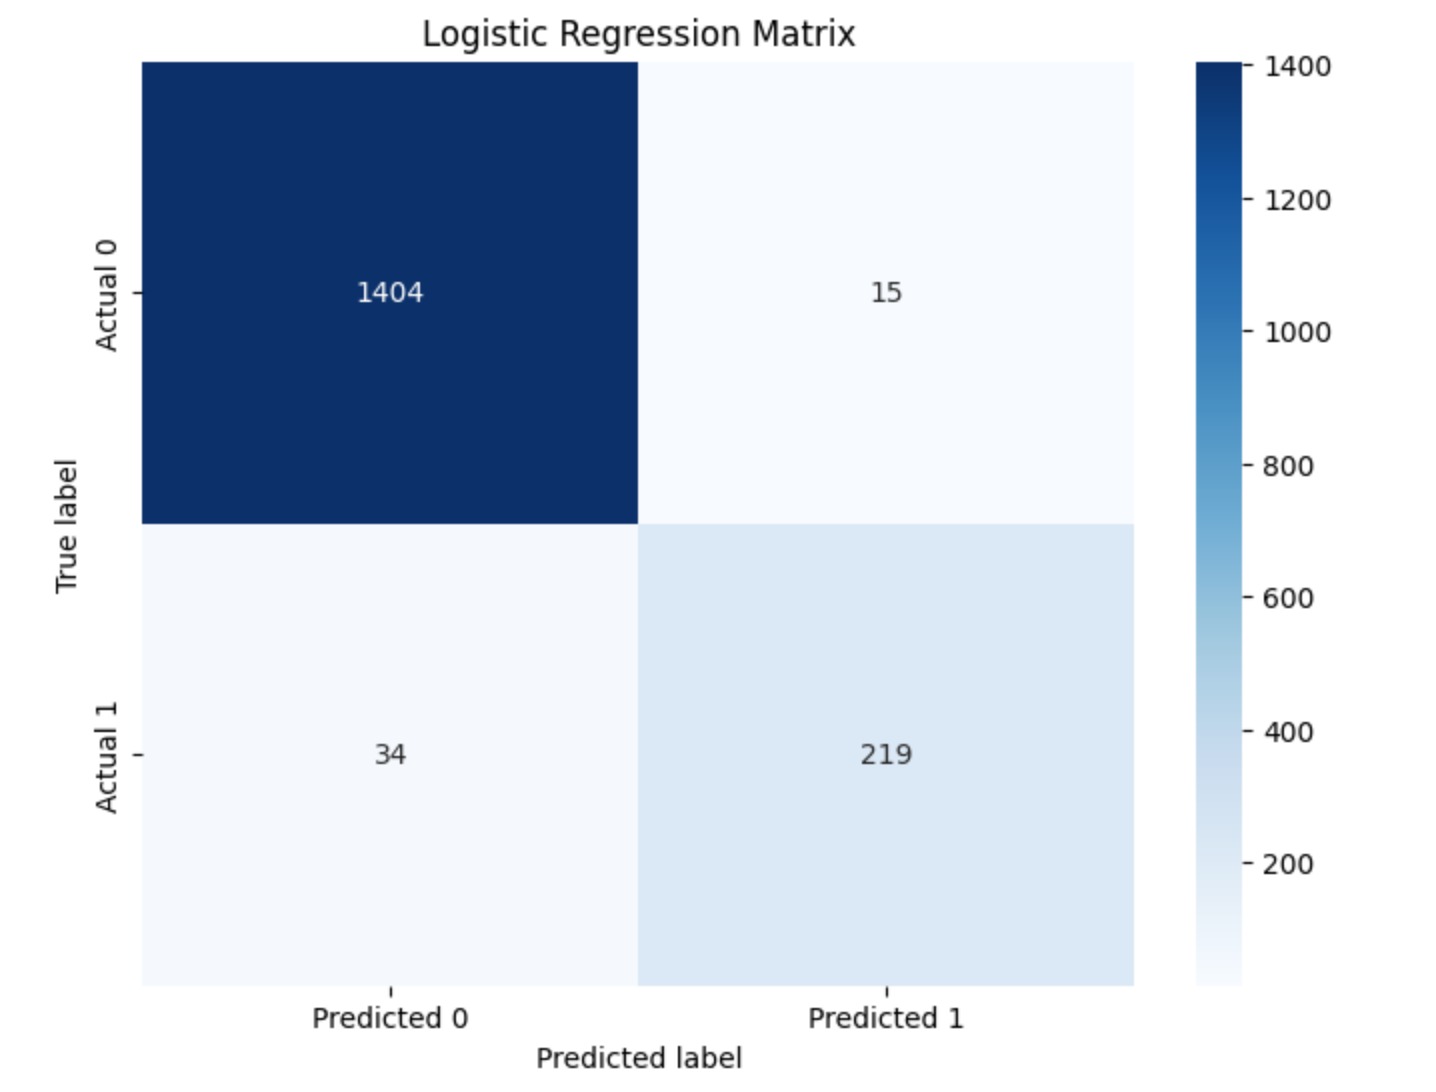 Logistic Regression Matrix
Actual 0
1404
15
Actual 1
34
219
True label
Predicted 0
Predicted 1
Predicted label
1400
1200
1000
800
600
400
200